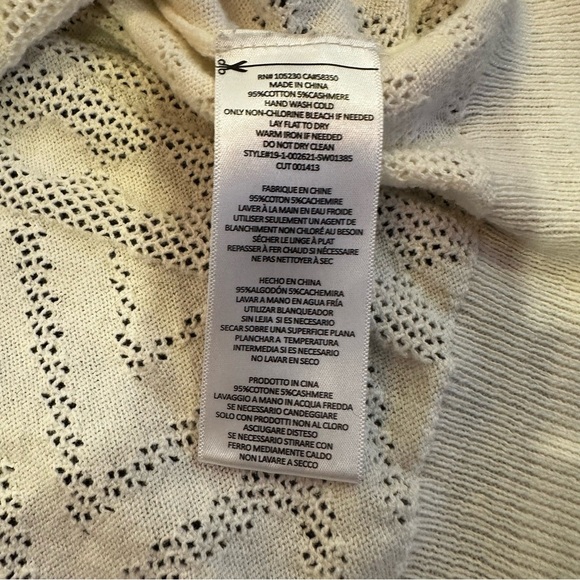 RN# 105230 CA#58350
MADE IN CHINA
95%COTTON 5%CASHMERE
HAND WASH COLD
ONLY NON-CHLORINE BLEACH IF NEEDED
LAY FLAT TO DRY
WARM IRON IF NEEDED
DO NOT DRY CLEAN
STYLE#19-1-002621-SW01385
CUT 001413
FABRIQUE EN CHINE
95%COTON 5%CACHEMIRE
LAVER À LA MAIN EN EAU FROIDE
UTILISER SEULEMENT UN AGENT DE
BLANCHIMENT NON CHLORÉ AU BESOIN
SÉCHER LE LINGE À PLAT
REPASSER À FER CHAUD SI NÉCESSAIRE
NE PAS NETTOYER À SEC
HECHO EN CHINA
95%ALGODÓN 5%CACHEMIRA
LAVAR A MANO EN AGUA FRÍA
UTILIZAR BLANQUEADOR
SIN LEJIA SI ES NECESARIO
SECAR SOBRE UNA SUPERFICIE PLANA
PLANCHAR A TEMPERATURA
INTERMEDIA SI ES NECESARIO
NO LAVAR EN SECO
PRODOTTO IN CINA
95%COTONE 5%CASHMERE
LAVAGGIO A MANO IN ACQUA FREDDA
SE NECESSARIO CANDEGGIARE
SOLO CON PRODOTTI NON AL CLORO
ASCIUGARE DISTESO
SE NECESSARIO STIRARE CON
FERRO MEDIAMENTE CALDO
NON LAVARE A SECCO